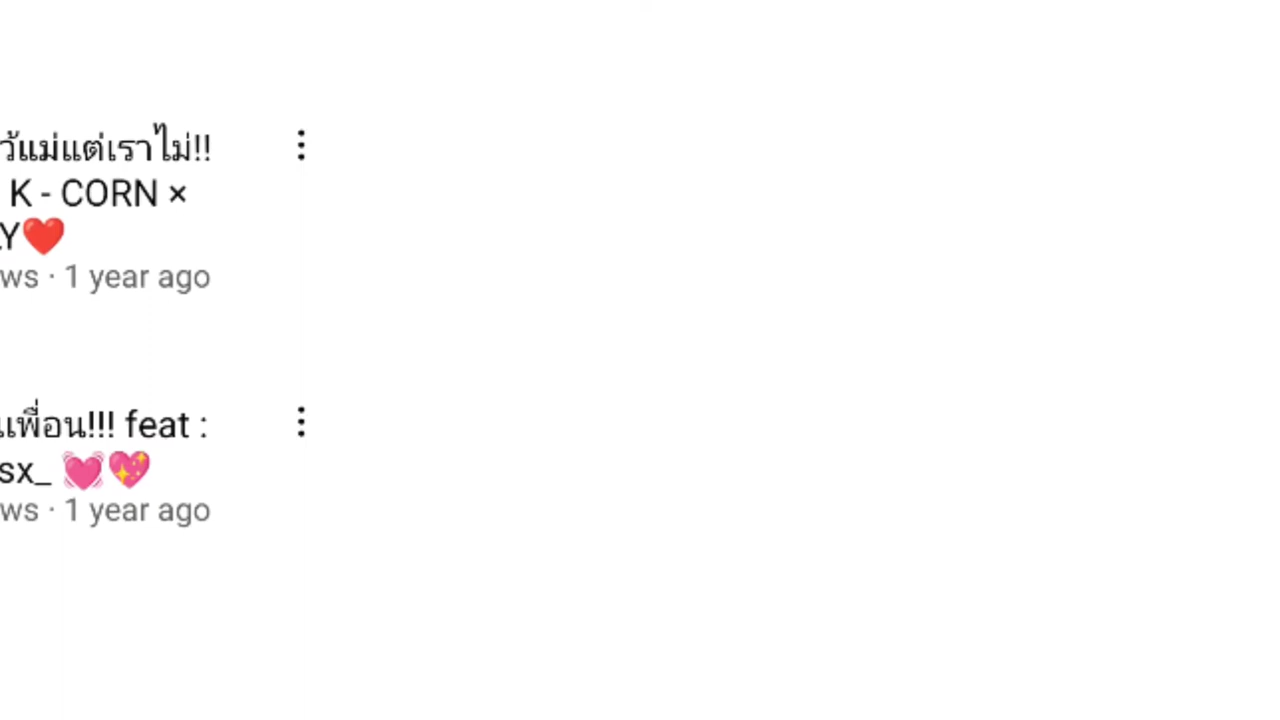 ว้แม่แต่เราไม่!!
K - CORN ×
Y❤️
ws · 1 year ago
เพื่อน!!! feat :
sx_ 💓💖
ws · 1 year ago